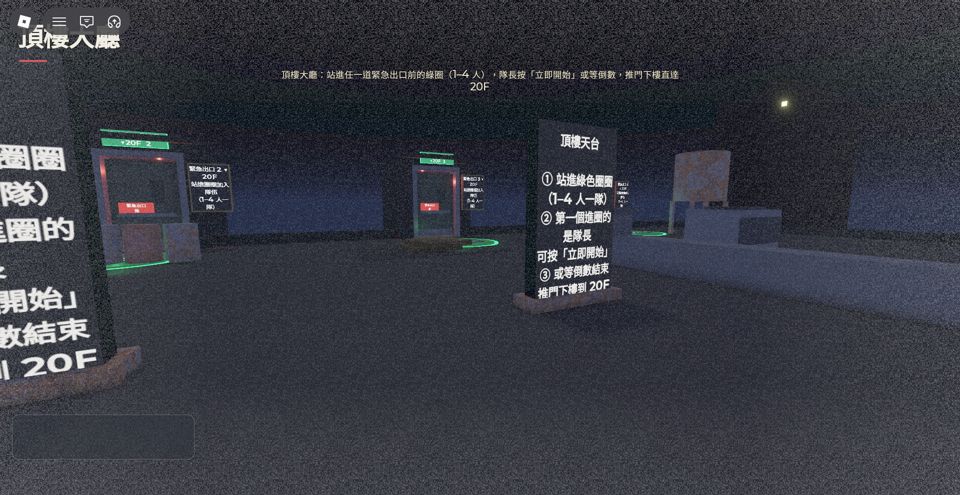 頂樓大廳
頂樓大廳：站進任一道緊急出口前的綠圈（1–4 人），隊長按「立即開始」或等倒數，推門下樓直達
20F
圈圈
隊）
進圈的
開始」
數結束
20F
20F 2
緊急出口
緊急出口 2
20F
站進圈圈加入
隊伍
（1–4 人一
隊）
頂樓天台
① 站進綠色圈圈
（1–4 人一隊）
② 第一個進圈的
是隊長
可按「立即開始」
③ 或等倒數結束
推門下樓到 20F